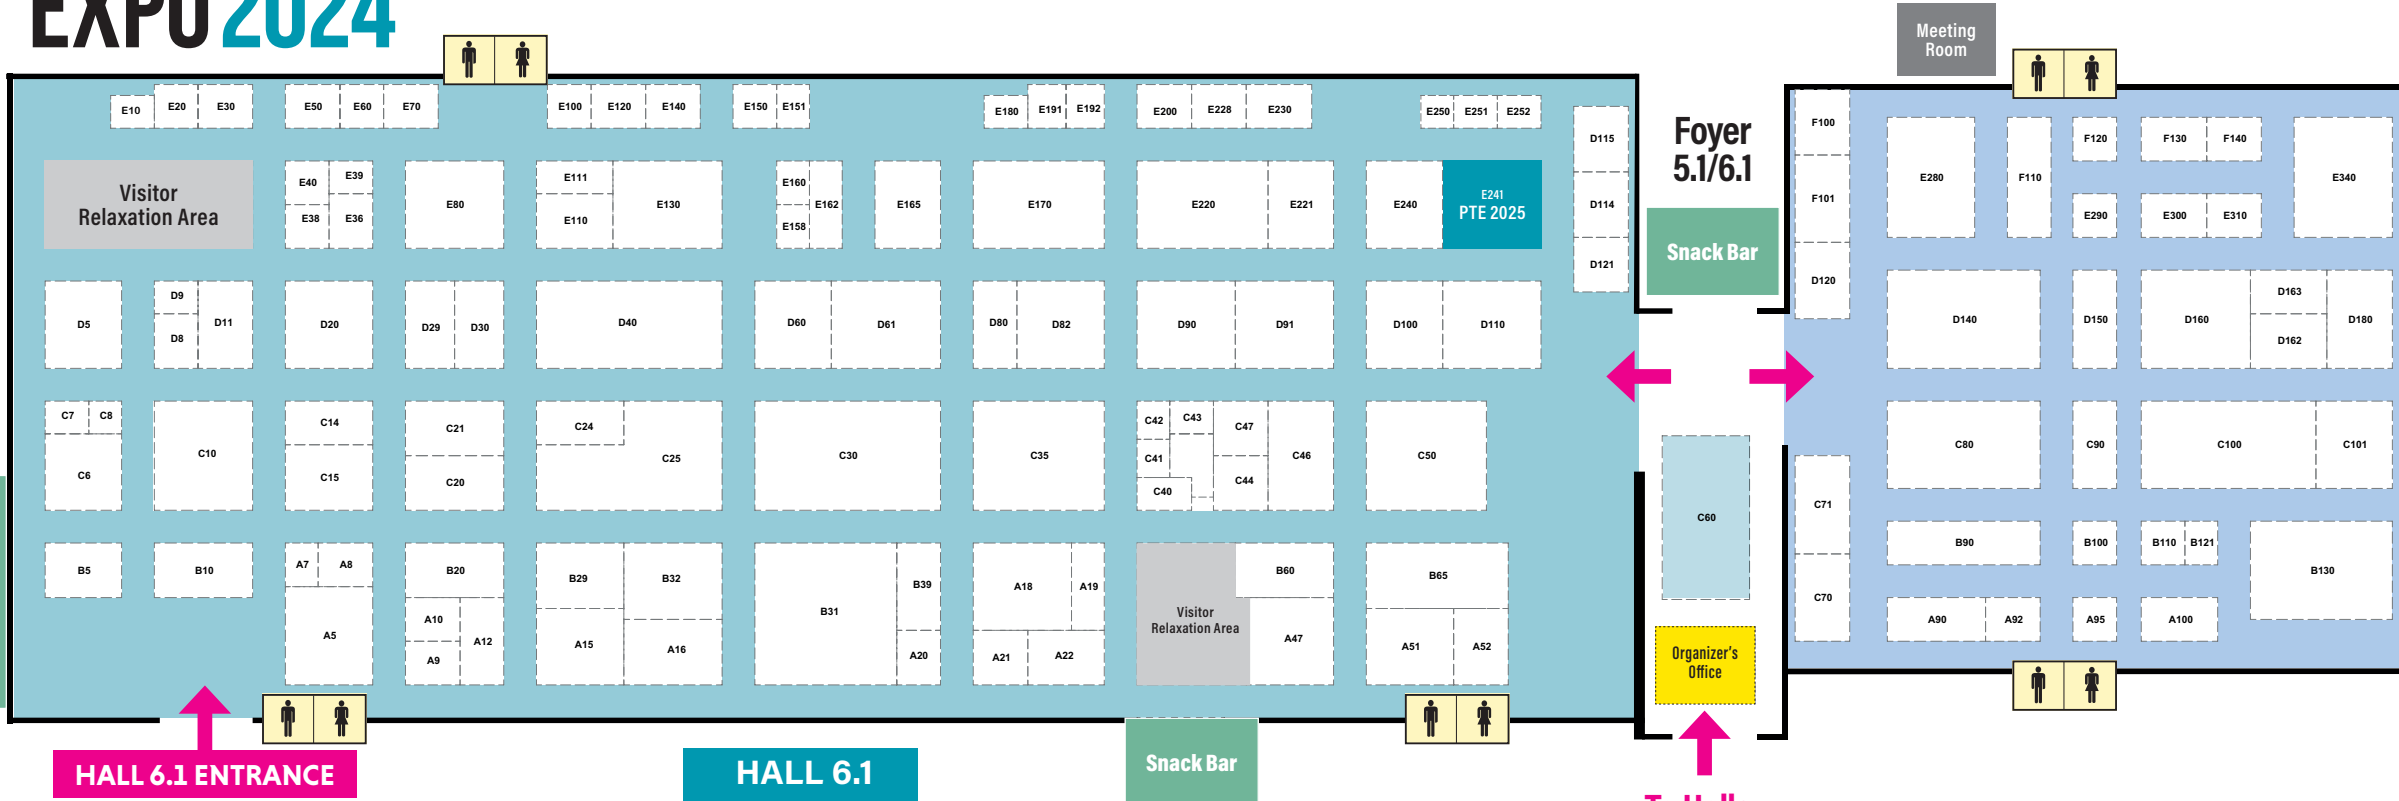 EXPO 2024
Meeting
Room
E10 E20 E30 E50 E60 E70 E100 E120 E140 E150 E151 E180 E191 E192 E200 E228 E230 E250 E251 E252
D115
Foyer
5.1/6.1
F100
F120 F130 F140
Visitor
Relaxation Area
E40 E39
E38 E36
E80
E111
E110
E130
E160
E158
E162
E165
E170
E220
E221
E240
E241
PTE 2025
D114
D121
Snack Bar
F101
D120
E280
F110
E290 E300 E310
E340
D5
D9
D8
D11
D20
D29 D30
D40
D60 D61
D80 D82
D90 D91
D100 D110
D140
D150
D160
D163
D162
D180
C7 C8
C6
C10
C14
C15
C21
C20
C24
C25
C30
C35
C42 C43
C41
C40
C47
C44
C46
C50
C60
C71
C70
C80
C90
C100
C101
B5
B10
A7 A8
A5
B20
A10
A9
A12
B29
A15
B32
A16
B31
B39
A20
A18 A19
A21 A22
Visitor
Relaxation Area
B60
A47
B65
A51 A52
Organizer's
Office
B90
B100
B110 B121
B130
A90 A92
A95
A100
HALL 6.1 ENTRANCE
HALL 6.1
Snack Bar